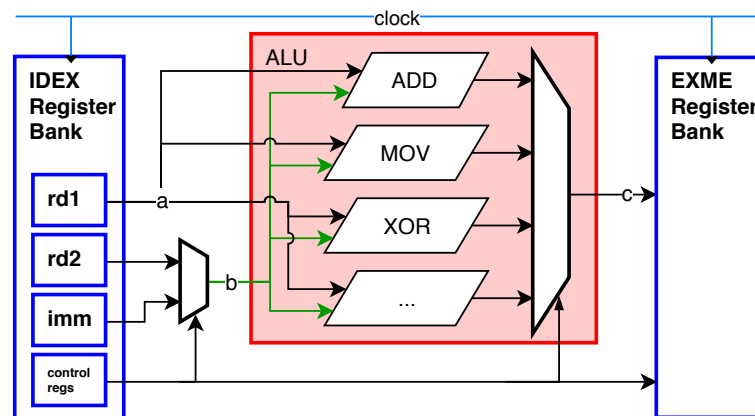 clock
IDEX
Register
Bank
ALU
EXME
Register
Bank
ADD
MOV
rd1
a
c
XOR
rd2
b
imm
...
control
regs